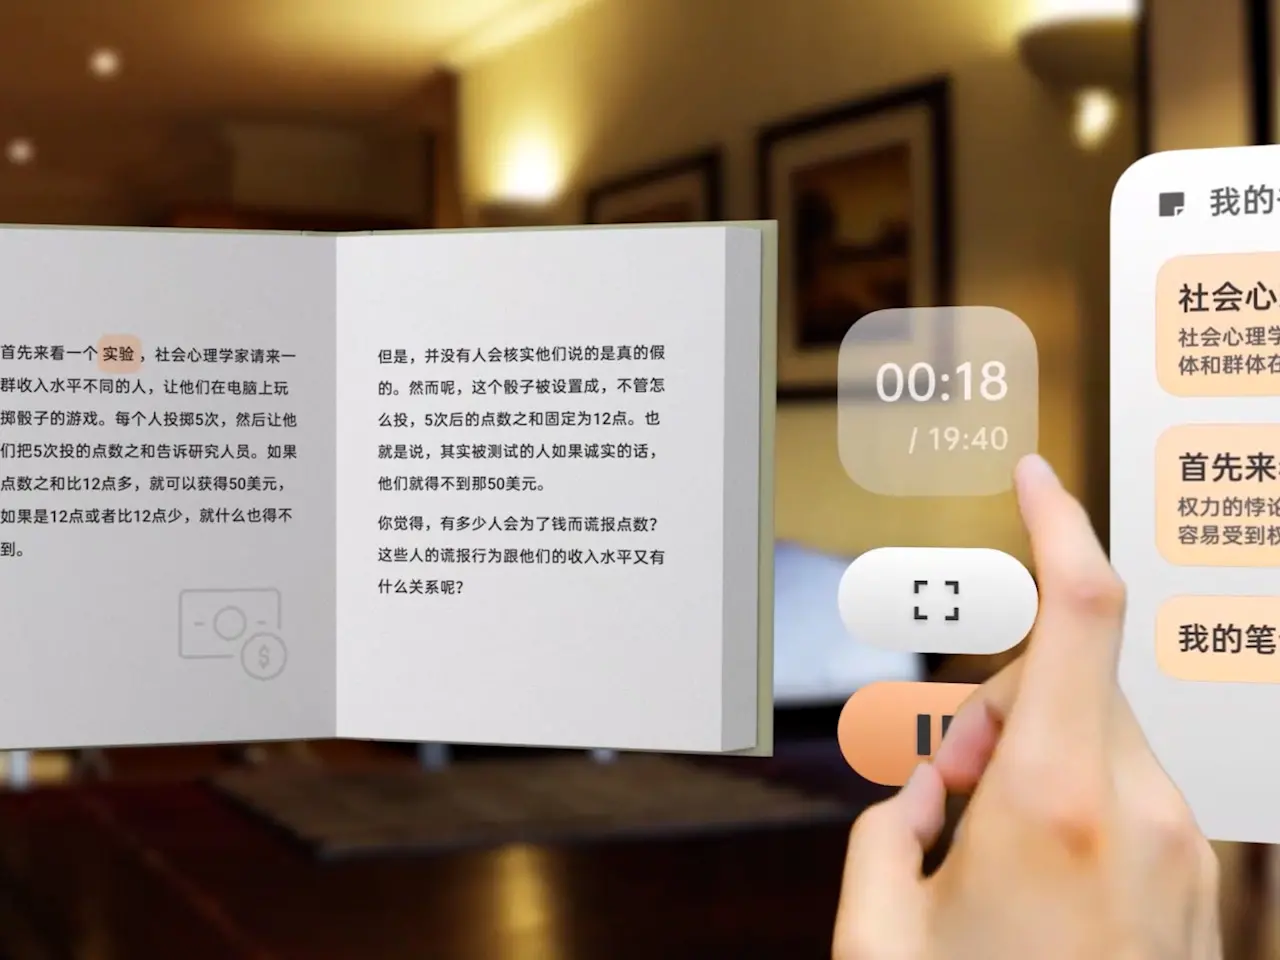 首先来看一个实验，社会心理学家请来一
群收入水平不同的人，让他们在电脑上玩
掷骰子的游戏。每个人投掷5次，然后让他
们把5次投的点数之和告诉研究人员。如果
点数之和比12点多，就可以获得50美元，
如果是12点或者比12点少，就什么也得不
到。
但是，并没有人会核实他们说的是真的假
的。然而呢，这个骰子被设置成，不管怎
么投，5次后的点数之和固定为12点。也
就是说，其实被测试的人如果诚实的话，
他们就得不到那50美元。
你觉得，有多少人会为了钱而谎报点数？
这些人的谎报行为跟他们的收入水平又有
什么关系呢？
00:18
/ 19:40
我的
社会心
社会心理学
体和群体在
首先来
权力的悖论
容易受到权
我的笔